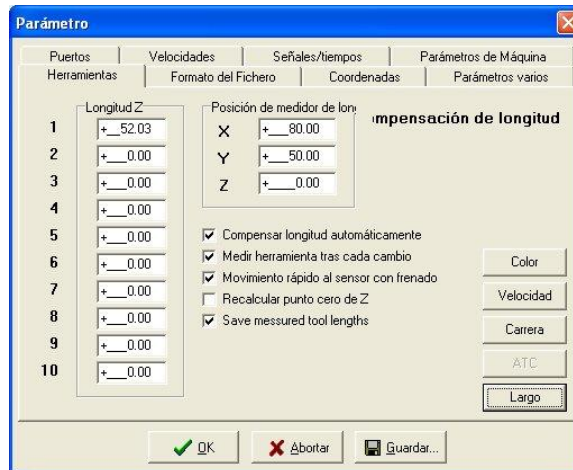 Parámetro
Puertos Velocidades Señales/tiempos Parámetros de Máquina
Herramientas Formato del Fichero Coordenadas Parámetros varios
Longitud Z Posición de medidor de lon mpensación de longitud
1 +__52.03 X +___80.00
2 +___0.00 Y +___50.00
3 +___0.00 Z +____0.00
4 +___0.00
5 +___0.00 Compensar longitud automáticamente
6 +___0.00 Medir herramienta tras cada cambio Color
7 +___0.00 Movimiento rápido al sensor con frenado
Recalcular punto cero de Z Velocidad
8 +___0.00 Save messured tool lengths
9 +___0.00 Carrera
10 +___0.00 ATC
Largo
OK Abortar Guardar...